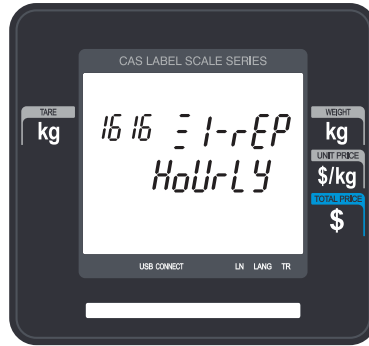 CAS LABEL SCALE SERIES
TARE
kg
1616 Ξ1-rEP
HoUrLY
WEIGHT
kg
UNIT PRICE
$/kg
TOTAL PRICE
$
USB CONNECT LN LANG TR